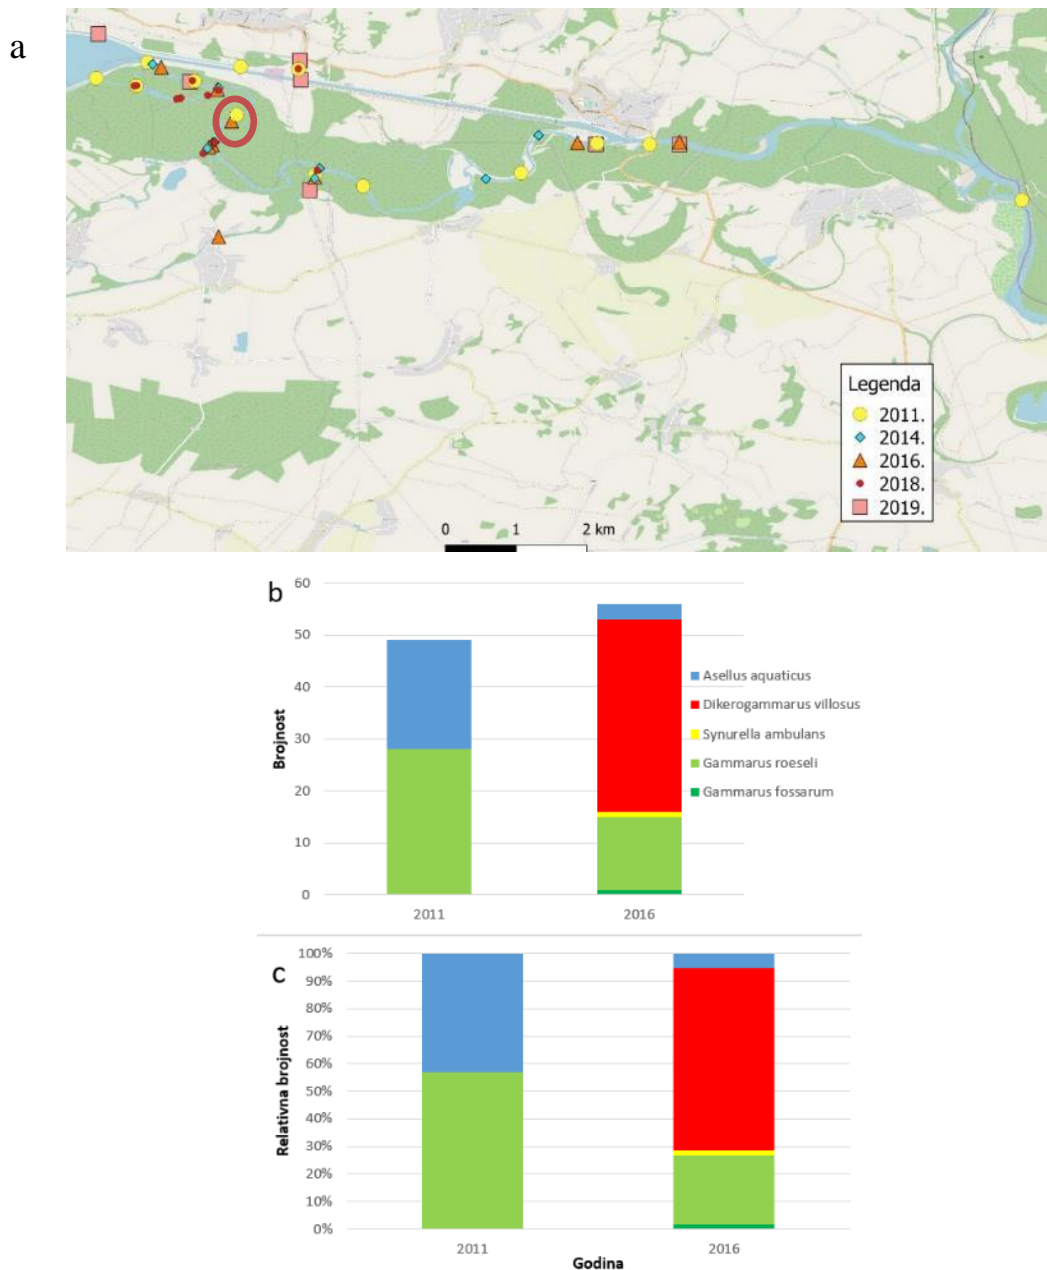 a
Legenda
2011.
2014.
2016.
2018.
2019.
0 1 2 km
b
60
50
40
30
20
10
0
Brojnost
2011 2016
Asellus aquaticus
Dikerogammarus villosus
Synurella ambulans
Gammarus roeseli
Gammarus fossarum
c
100%
90%
80%
70%
60%
50%
40%
30%
20%
10%
0%
Relativna brojnost
2011 2016
Godina